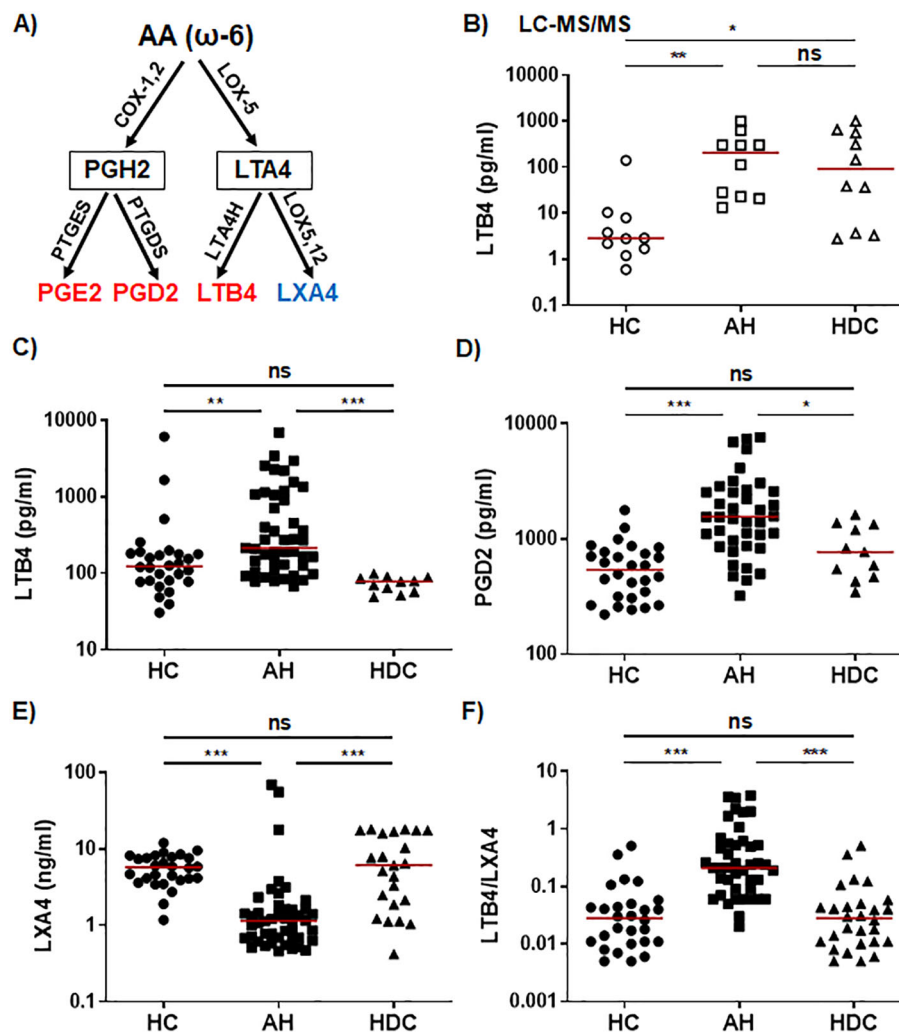 A)
AA (ω-6)
COX-1,2
LOX-5
PGH2
LTA4
PTGES
PTGDS
LTA4H
LOX5,12
PGE2 PGD2 LTB4 LXA4
B) LC-MS/MS
*
** ns
LTB4 (pg/ml)
10000
1000
100
10
1
0.1
HC AH HDC
C)
ns
** ***
LTB4 (pg/ml)
10000
1000
100
10
HC AH HDC
D)
ns
*** *
PGD2 (pg/ml)
10000
1000
100
HC AH HDC
E)
ns
*** ***
LXA4 (ng/ml)
100
10
1
0.1
HC AH HDC
F)
ns
*** ***
LTB4/LXA4
10
1
0.1
0.01
0.001
HC AH HDC